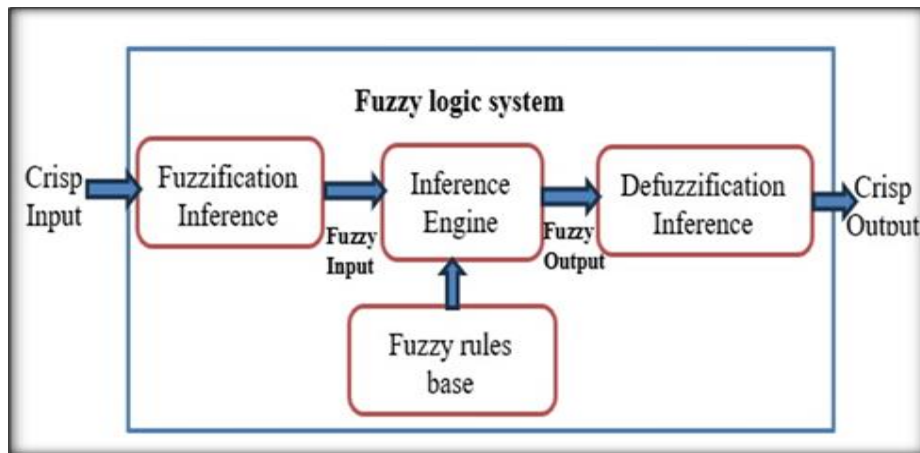 Fuzzy logic system
Crisp
Input
Fuzzification
Inference
Fuzzy
Input
Inference
Engine
Fuzzy
Output
Defuzzification
Inference
Crisp
Output
Fuzzy rules
base